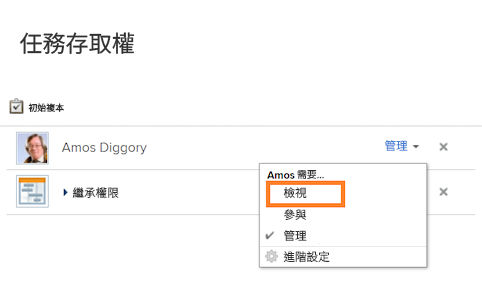 任務存取權
初始複本
Amos Diggory
管理
Amos 需要...
檢視
繼承權限
參與
管理
進階設定